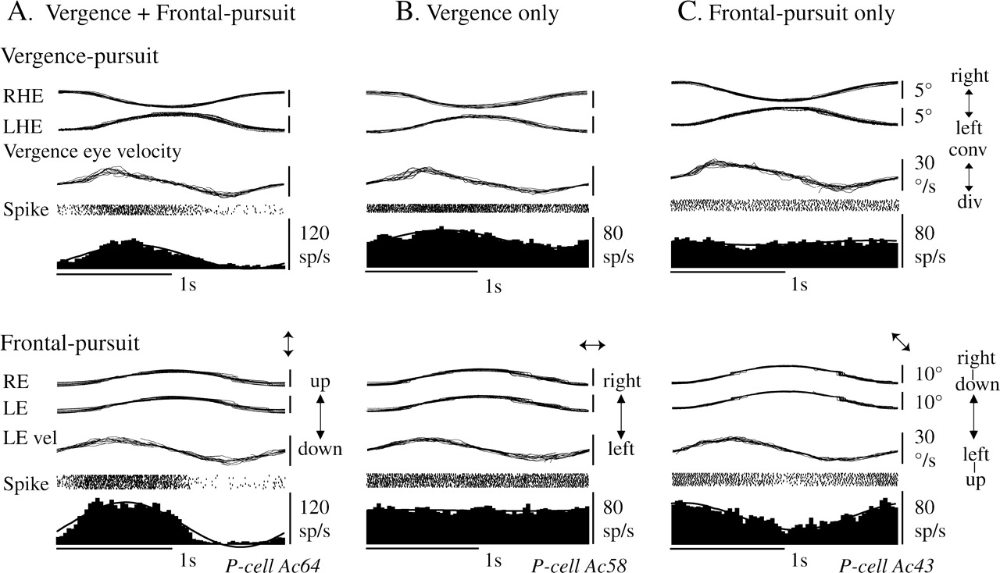 A. Vergence + Frontal-pursuit
B. Vergence only
C. Frontal-pursuit only
Vergence-pursuit
RHE
LHE
Vergence eye velocity
Spike
120
sp/s
1s
80
sp/s
1s
5°
5°
30
°/s
80
sp/s
1s
right
left
conv
div
Frontal-pursuit
RE
LE
LE vel
Spike
up
down
120
sp/s
1s
P-cell Ac64
right
left
80
sp/s
1s
P-cell Ac58
10°
10°
30
°/s
80
sp/s
1s
P-cell Ac43
right
down
left
up